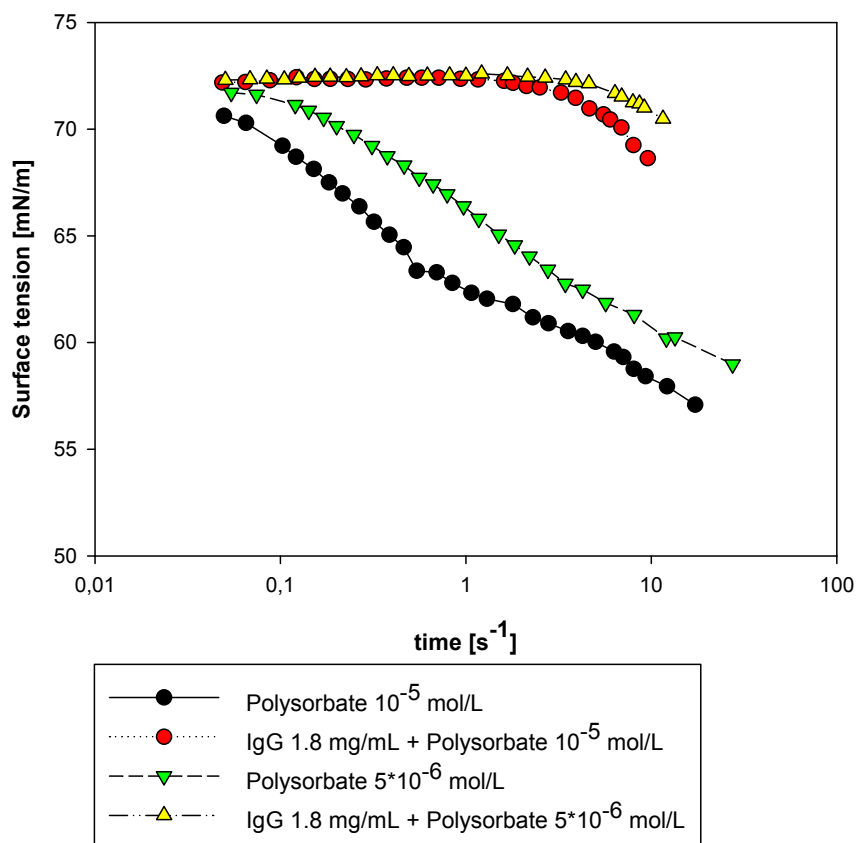 75
70
65
60
55
50
Surface tension [mN/m]
0,01 0,1 1 10 100
time [s⁻¹]
Polysorbate 10⁻⁵ mol/L
IgG 1.8 mg/mL + Polysorbate 10⁻⁵ mol/L
Polysorbate 5*10⁻⁶ mol/L
IgG 1.8 mg/mL + Polysorbate 5*10⁻⁶ mol/L